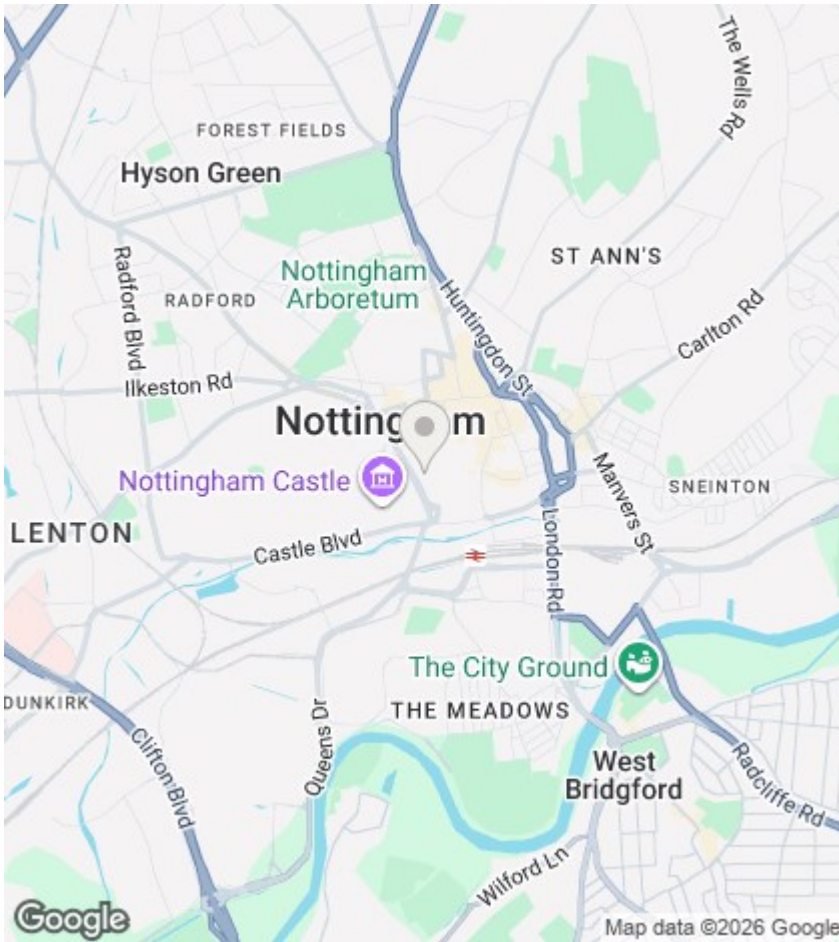 The Wells Rd
FOREST FIELDS
Hyson Green
ST ANN'S
Nottingham
Arboretum
Huntingdon St
RADFORD
Radford Blvd
Carlton Rd
Ilkeston Rd
Nottingham
Nottingham Castle
Manvers St
SNEINTON
LENTON
Castle Blvd
London Rd
The City Ground
DUNKIRK
Queens Dr
THE MEADOWS
Clifton Blvd
West
Bridgford
Radcliffe Rd
Wilford Ln
Google
Map data ©2026 Google